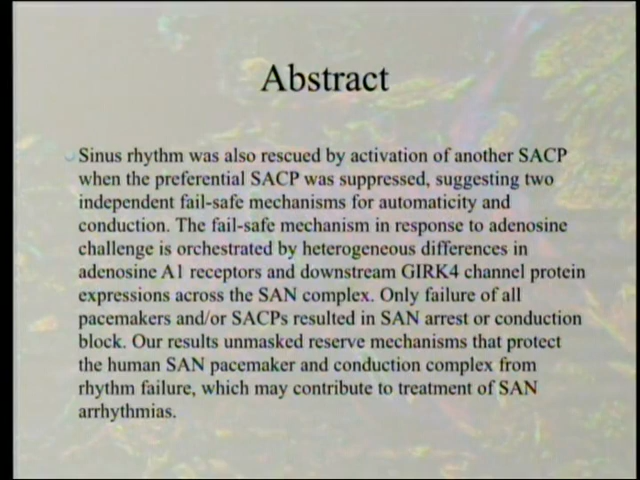 Abstract
Sinus rhythm was also rescued by activation of another SACP
when the preferential SACP was suppressed, suggesting two
independent fail-safe mechanisms for automaticity and
conduction. The fail-safe mechanism in response to adenosine
challenge is orchestrated by heterogeneous differences in
adenosine A1 receptors and downstream GIRK4 channel protein
expressions across the SAN complex. Only failure of all
pacemakers and/or SACPs resulted in SAN arrest or conduction
block. Our results unmasked reserve mechanisms that protect
the human SAN pacemaker and conduction complex from
rhythm failure, which may contribute to treatment of SAN
arrhythmias.